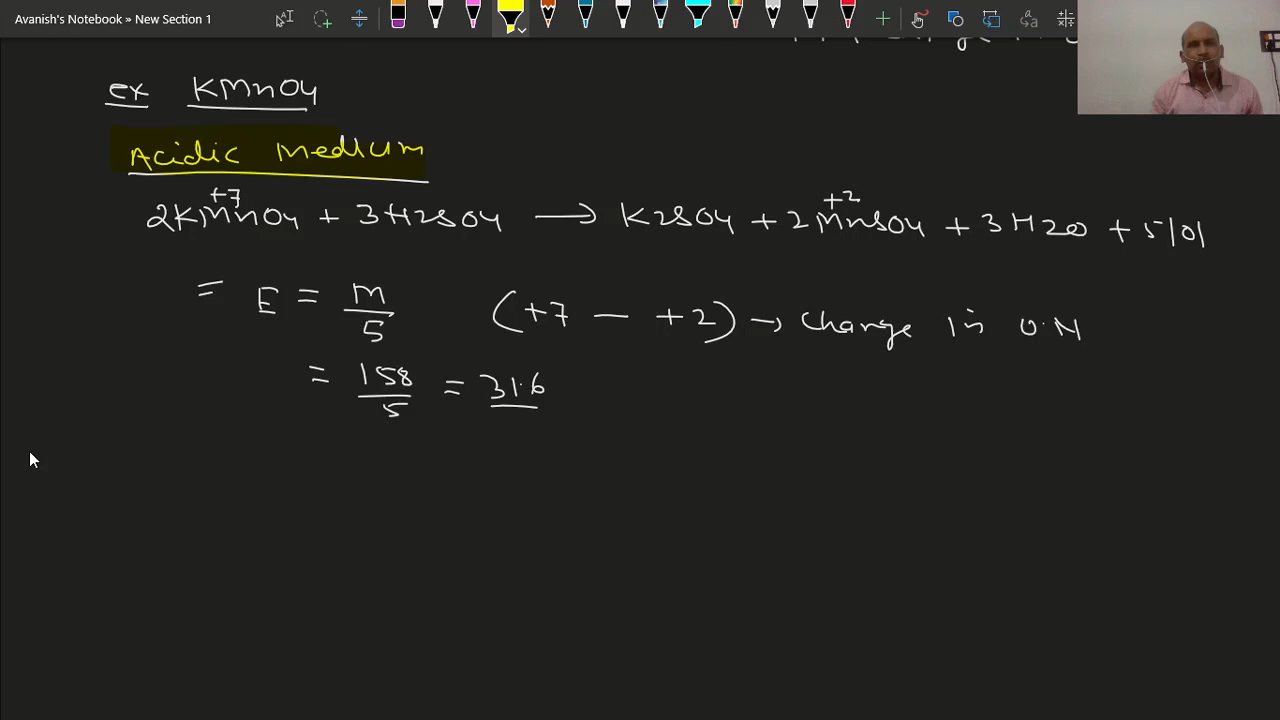 Avanish's Notebook » New Section 1
ex KMnO4
Acidic Medium
+7 +2
2KMnO4 + 3H2SO4 → K2SO4 + 2MnSO4 + 3H2O + 5|O|
= E = M/5 (+7 — +2) → Change in O.N
= 158/5 = 31.6